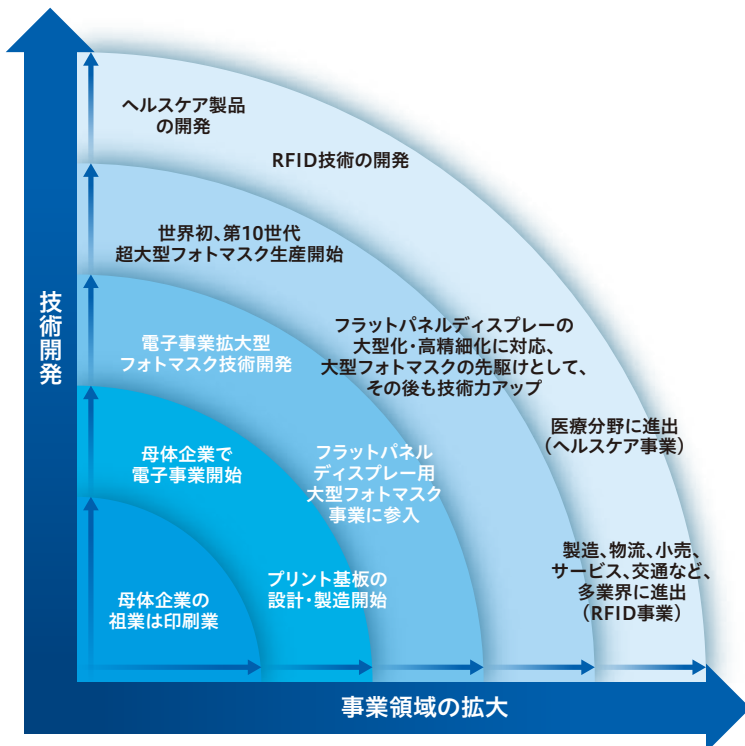 ヘルスケア製品
の開発
RFID技術の開発
世界初、第10世代
超大型フォトマスク生産開始
技術開発
電子事業拡大型
フォトマスク技術開発
フラットパネルディスプレーの
大型化・高精細化に対応、
大型フォトマスクの先駆けとして、
その後も技術力アップ
母体企業で
電子事業開始
フラットパネル
ディスプレー用
大型フォトマスク
事業に参入
医療分野に進出
（ヘルスケア事業）
母体企業の
祖業は印刷業
プリント基板の
設計・製造開始
製造、物流、小売、
サービス、交通など、
多業界に進出
（RFID事業）
事業領域の拡大